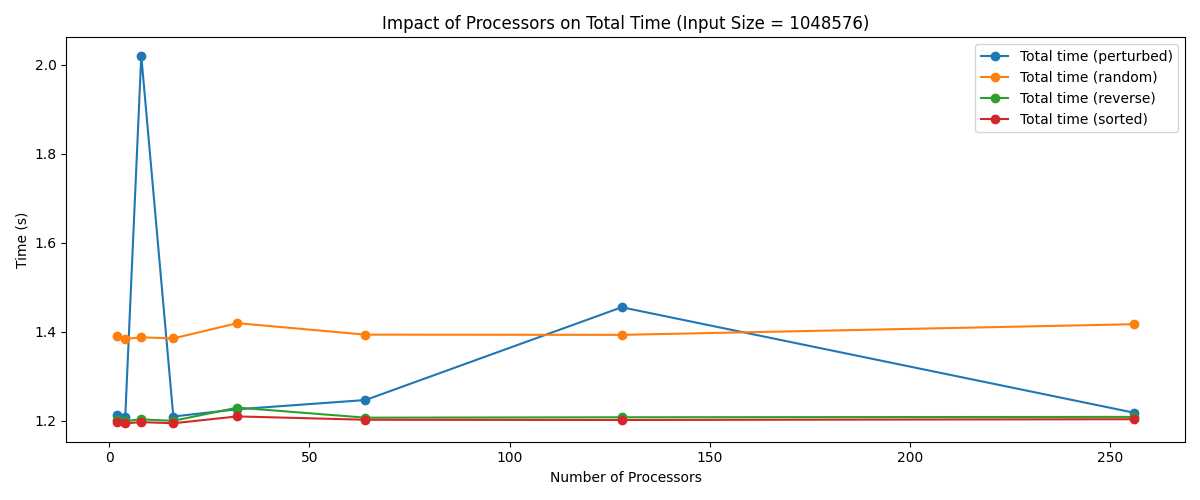 Impact of Processors on Total Time (Input Size = 1048576)
Total time (perturbed)
Total time (random)
Total time (reverse)
Total time (sorted)
Time (s)
2.0
1.8
1.6
1.4
1.2
0 50 100 150 200 250
Number of Processors